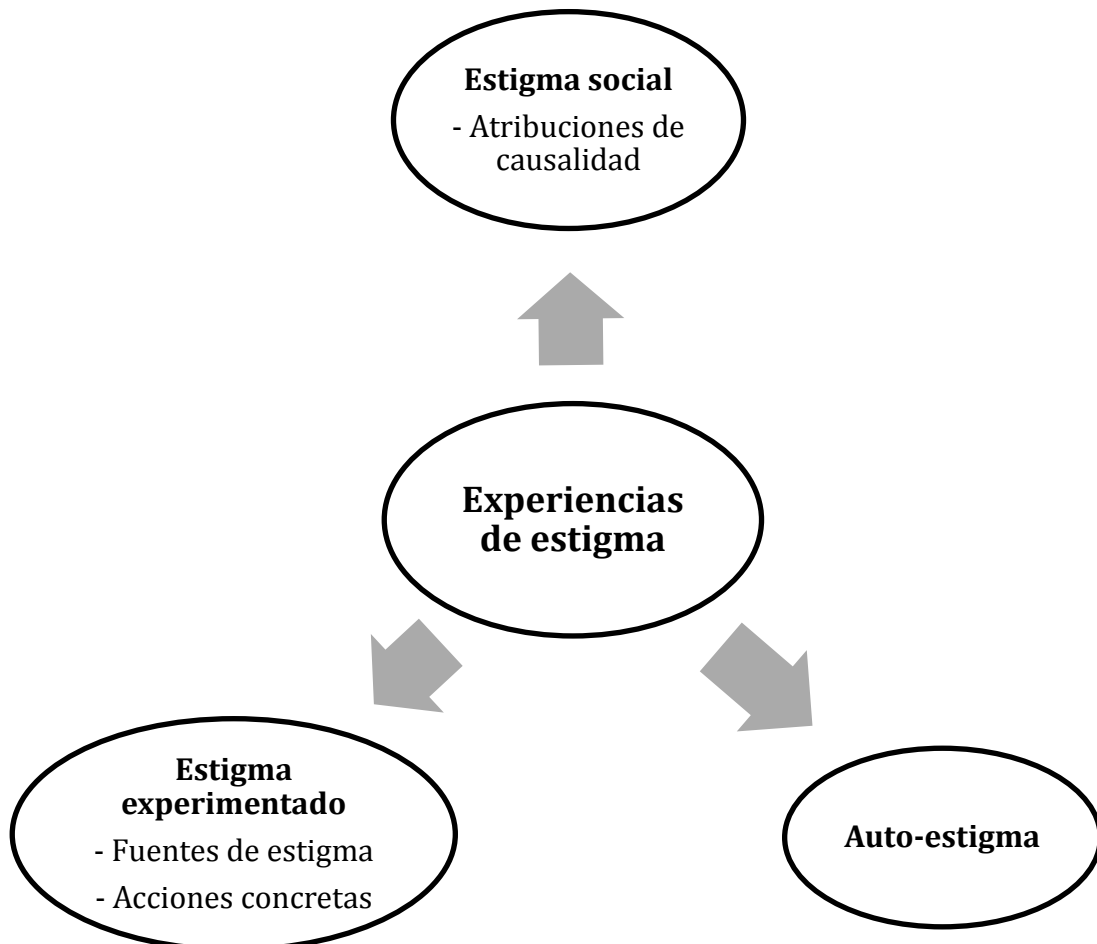 Estigma social
- Atribuciones de
causalidad
Experiencias
de estigma
Estigma
experimentado
- Fuentes de estigma
- Acciones concretas
Auto-estigma